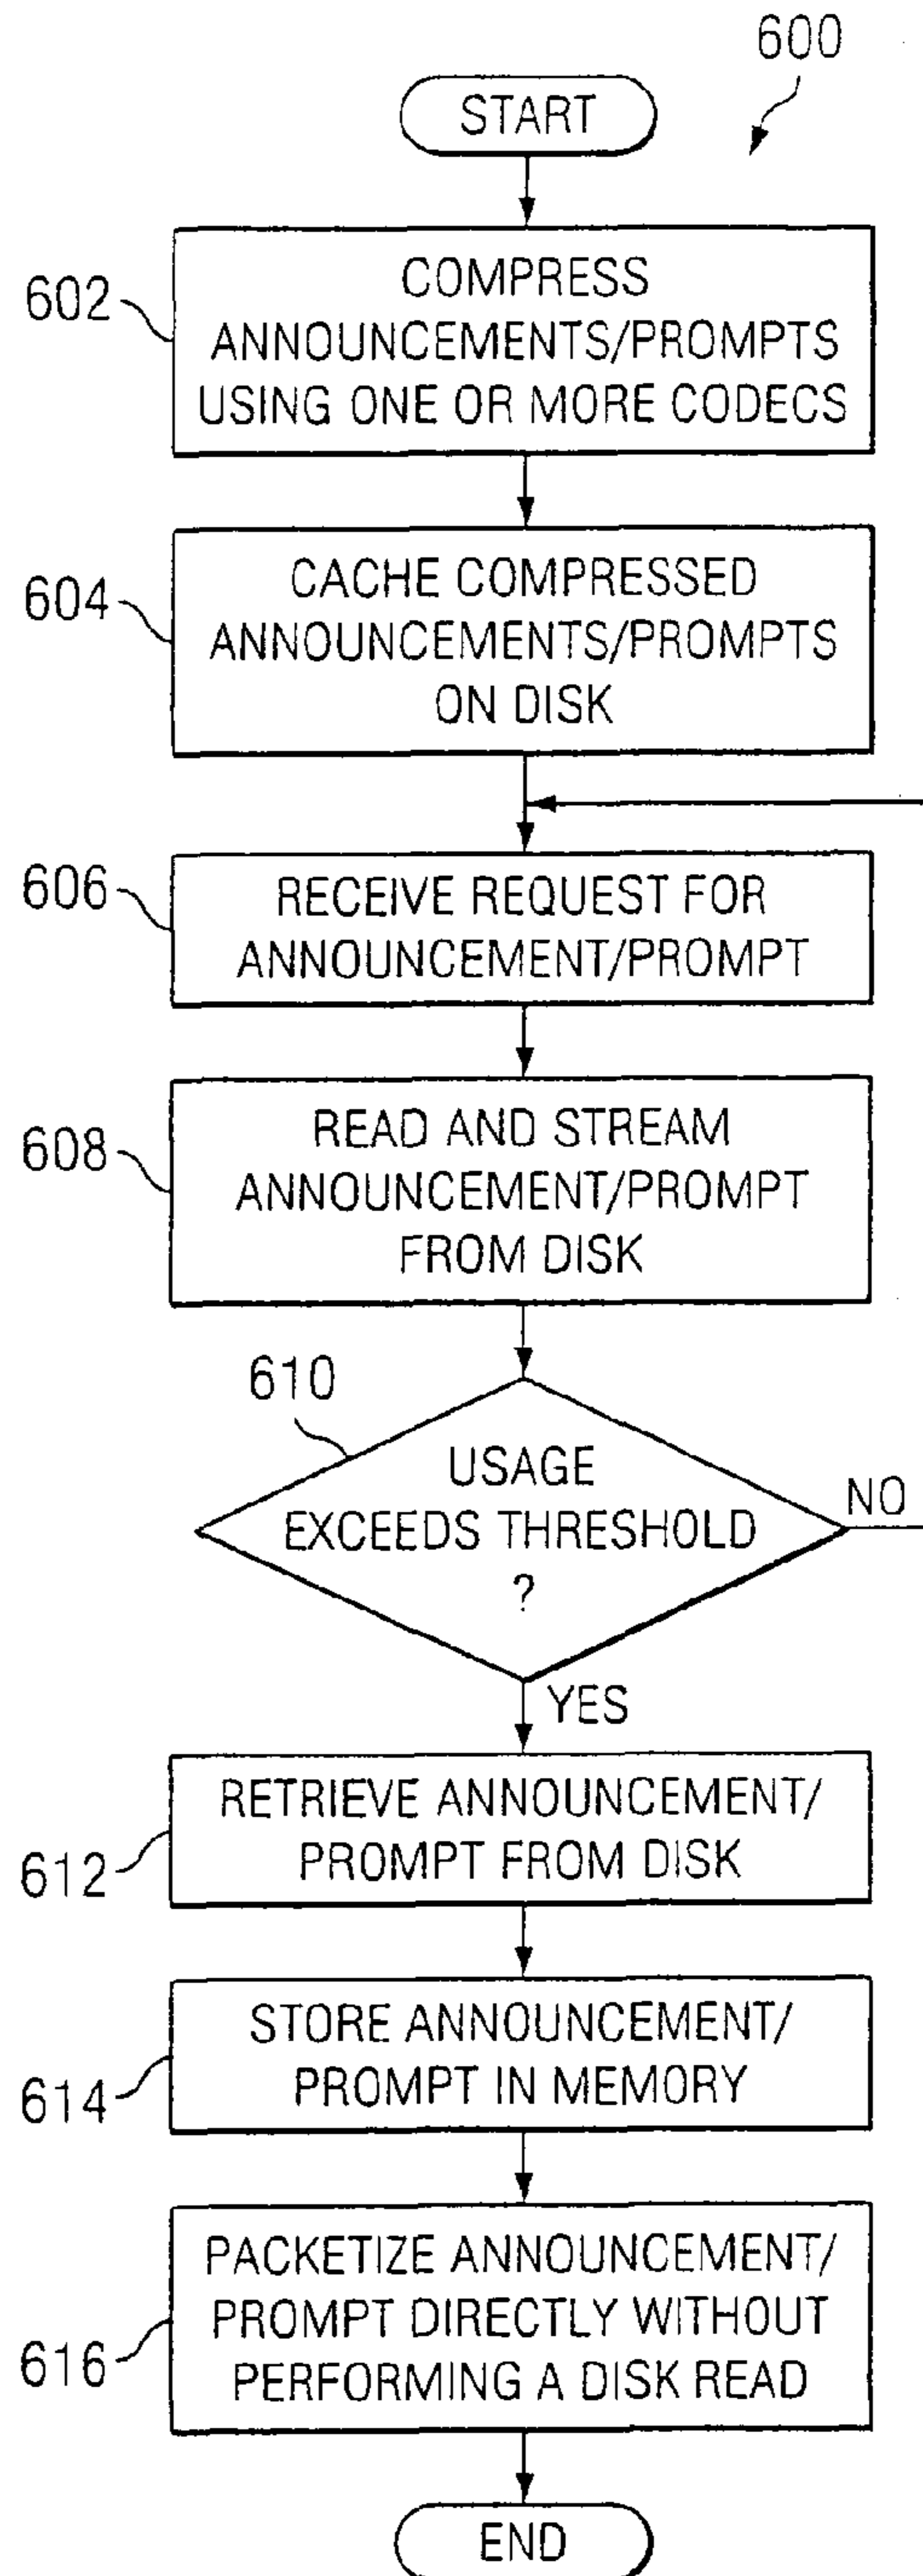 600
START
602
COMPRESS
ANNOUNCEMENTS/PROMPTS
USING ONE OR MORE CODECS
604
CACHE COMPRESSED
ANNOUNCEMENTS/PROMPTS
ON DISK
606
RECEIVE REQUEST FOR
ANNOUNCEMENT/PROMPT
608
READ AND STREAM
ANNOUNCEMENT/PROMPT
FROM DISK
610
USAGE
EXCEEDS THRESHOLD
?
NO
YES
612
RETRIEVE ANNOUNCEMENT/
PROMPT FROM DISK
614
STORE ANNOUNCEMENT/
PROMPT IN MEMORY
616
PACKETIZE ANNOUNCEMENT/
PROMPT DIRECTLY WITHOUT
PERFORMING A DISK READ
END